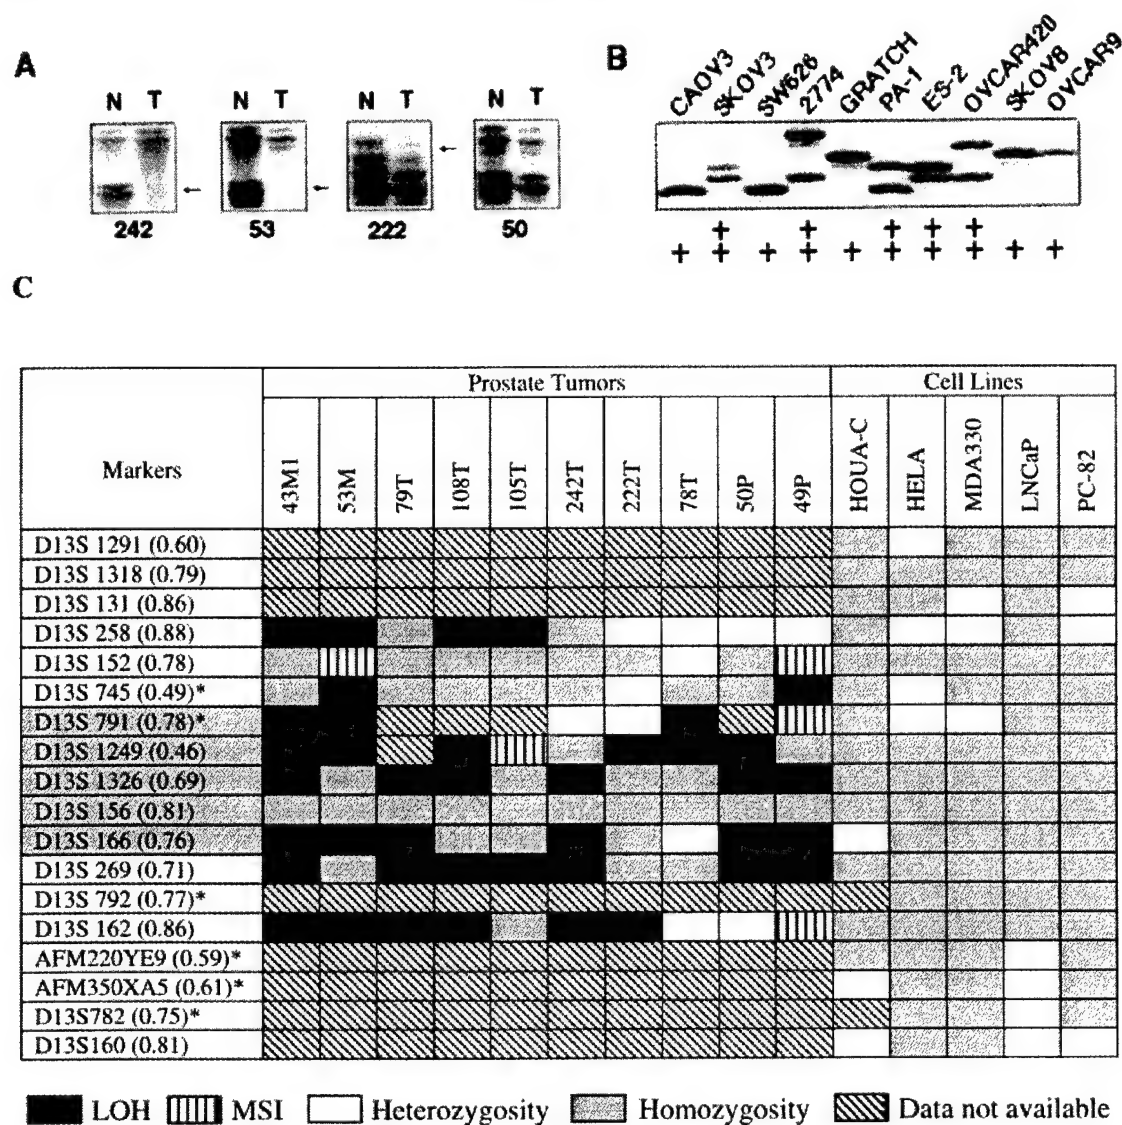 A
N T N T N T N T
242 53 222 50
B
CAOV3 SKOV3 SW626 2774 GRATCH PA-1 ES-2 OVCAR420 SKOV8 OVCAR9
+ + + + +
+ + + + + + + + + +
C
Markers Prostate Tumors Cell Lines
43M1 53M 79T 108T 105T 242T 222T 78T 50P 49P HOUA-C HELA MDA330 LNCaP PC-82
D13S 1291 (0.60)
D13S 1318 (0.79)
D13S 131 (0.86)
D13S 258 (0.88)
D13S 152 (0.78)
D13S 745 (0.49)*
D13S 791 (0.78)*
D13S 1249 (0.46)
D13S 1326 (0.69)
D13S 156 (0.81)
D13S 166 (0.76)
D13S 269 (0.71)
D13S 792 (0.77)*
D13S 162 (0.86)
AFM220YE9 (0.59)*
AFM350XA5 (0.61)*
D13S782 (0.75)*
D13S160 (0.81)
LOH MSI Heterozygosity Homozygosity Data not available